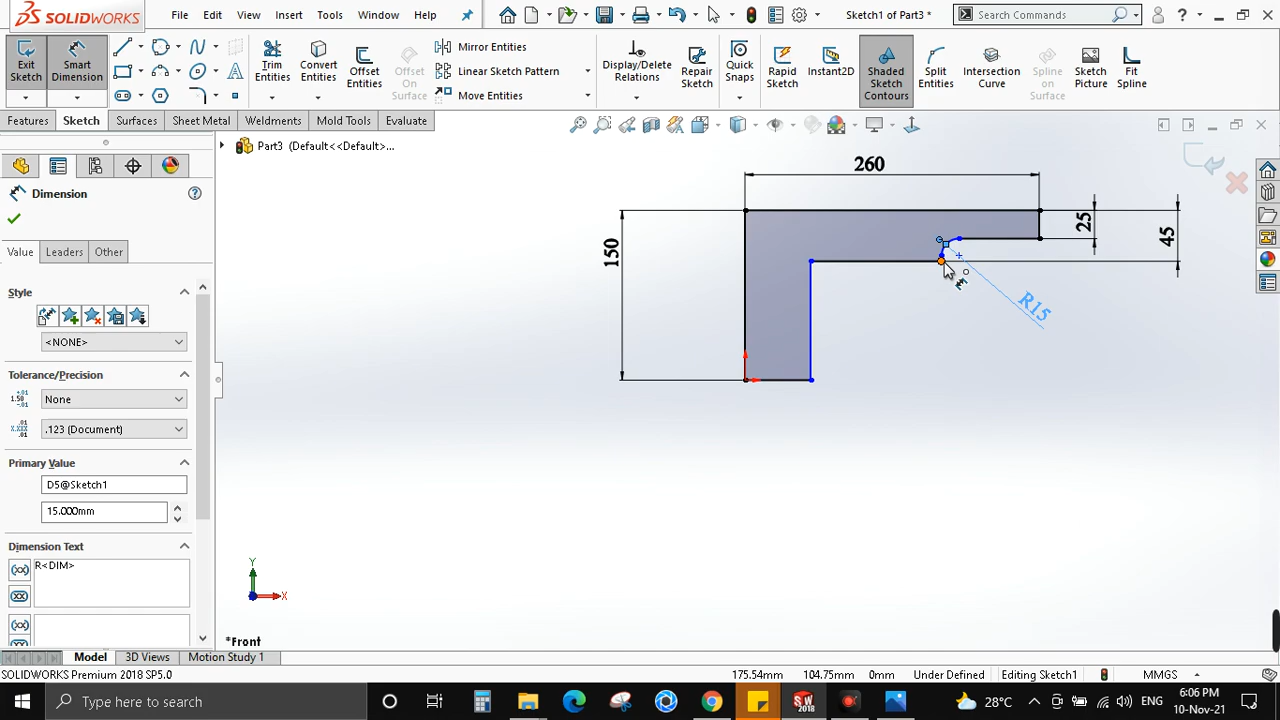 SOLIDWORKS
File Edit View Insert Tools Window Help
Sketch1 of Part3 *
Search Commands
Exit Sketch
Smart Dimension
Trim Entities
Convert Entities
Offset Entities
Offset On Surface
Mirror Entities
Linear Sketch Pattern
Move Entities
Display/Delete Relations
Repair Sketch
Quick Snaps
Rapid Sketch
Instant2D
Shaded Sketch Contours
Split Entities
Intersection Curve
Spline on Surface
Sketch Picture
Fit Spline
Features Sketch Surfaces Sheet Metal Weldments Mold Tools Evaluate
Part3 (Default<<Default>...
Dimension
Value Leaders Other
Style
<NONE>
Tolerance/Precision
None
.123 (Document)
Primary Value
D5@Sketch1
15.000mm
Dimension Text
R<DIM>
260
150
25
45
R15
Y
X
*Front
Model 3D Views Motion Study 1
SOLIDWORKS Premium 2018 SP5.0
175.54mm 104.75mm 0mm Under Defined Editing Sketch1 MMGS
Type here to search
28°C
ENG
6:06 PM
10-Nov-21